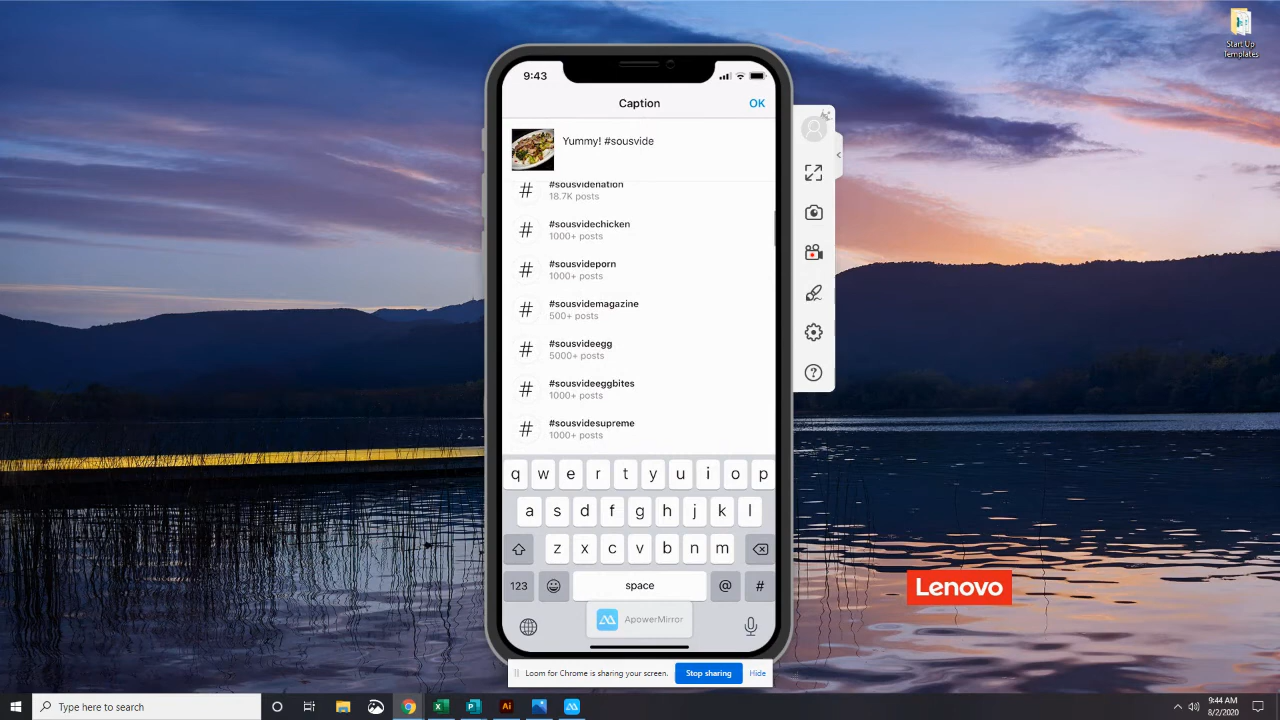 Start Up
Templates
9:43
Caption
OK
Yummy! #sousvide
#sousvidenation
18.7K posts
#sousvidechicken
1000+ posts
#sousvideporn
1000+ posts
#sousvidemagazine
500+ posts
#sousvideegg
5000+ posts
#sousvideeggbites
1000+ posts
#sousvidesupreme
1000+ posts
q w e r t y u i o p
a s d f g h j k l
z x c v b n m
123
space
@
#
ApowerMirror
Lenovo
Loom for Chrome is sharing your screen.
Stop sharing
Hide
Type here to search
9:44 AM
8/2/2020